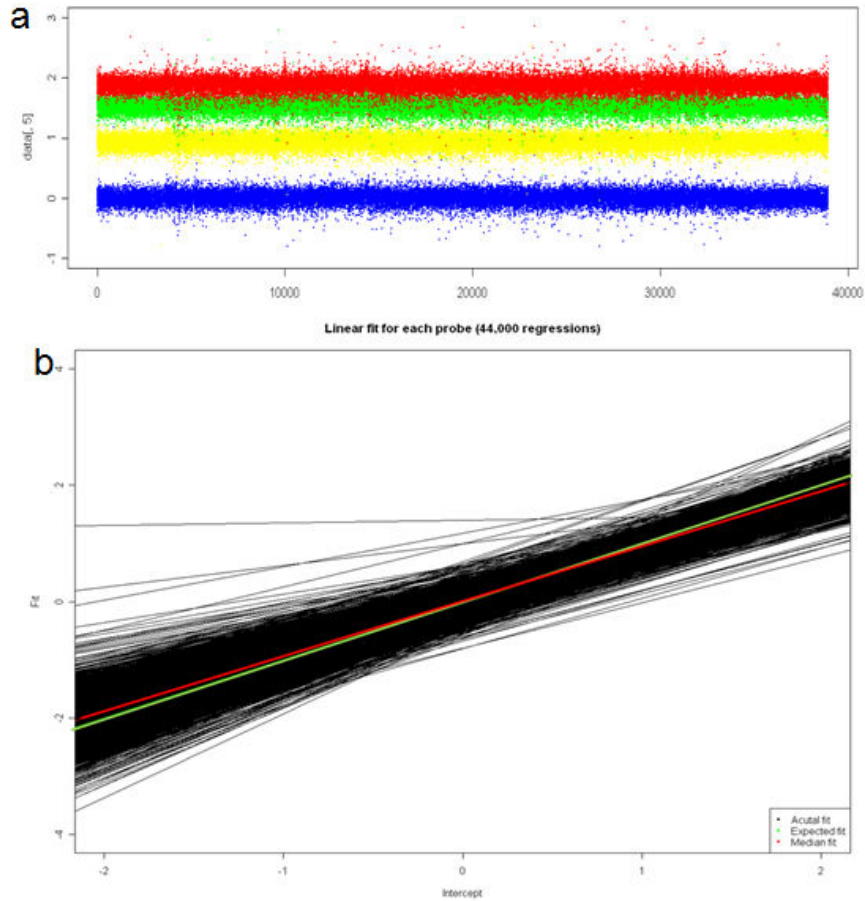 a
3
2
1
0
-1
data[, 5]
0 10000 20000 30000 40000
Linear fit for each probe (44,000 regressions)
b
4
2
0
-2
-4
Fit
Acutal fit
Expected fit
Median fit
-2 -1 0 1 2
Intercept